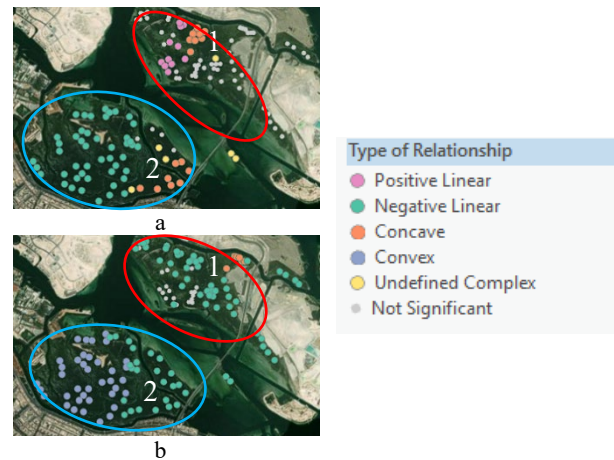 1
2
a
1
2
b
Type of Relationship
Positive Linear
Negative Linear
Concave
Convex
Undefined Complex
Not Significant